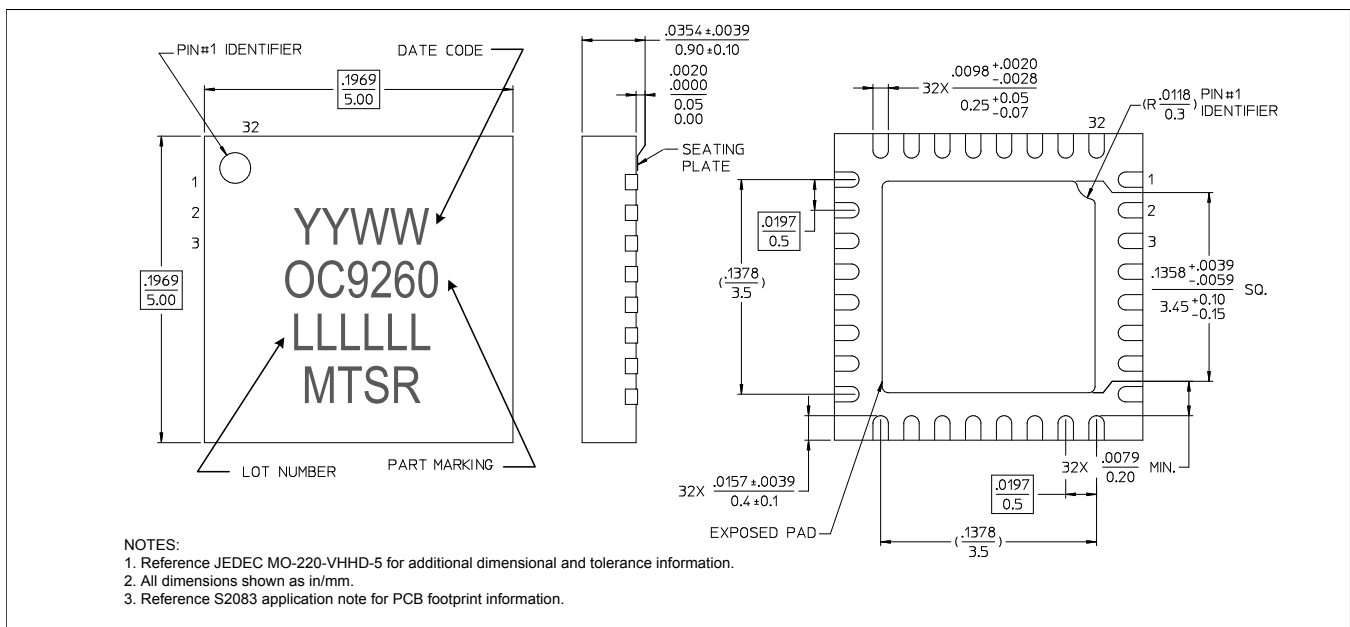 PIN#1 IDENTIFIER
DATE CODE
.1969
5.00
32
1
2
3
.1969
5.00
YYWW
OC9260
LLLLLL
MTSR
LOT NUMBER
PART MARKING
.0354 ±.0039
0.90 ±0.10
.0020
.0000
0.05
0.00
SEATING
PLATE
32X .0098 +.0020 -.0028
0.25 +0.05 -0.07
(R .0118 / 0.3) PIN#1
IDENTIFIER
32
1
2
3
.0197
0.5
(.1378 / 3.5)
.1358 +.0039 -.0059
3.45 +0.10 -0.15
SQ.
32X .0157 ±.0039
0.4 ±0.1
EXPOSED PAD
(.1378 / 3.5)
.0197
0.5
32X .0079 MIN.
0.20
NOTES:
1. Reference JEDEC MO-220-VHHD-5 for additional dimensional and tolerance information.
2. All dimensions shown as in/mm.
3. Reference S2083 application note for PCB footprint information.